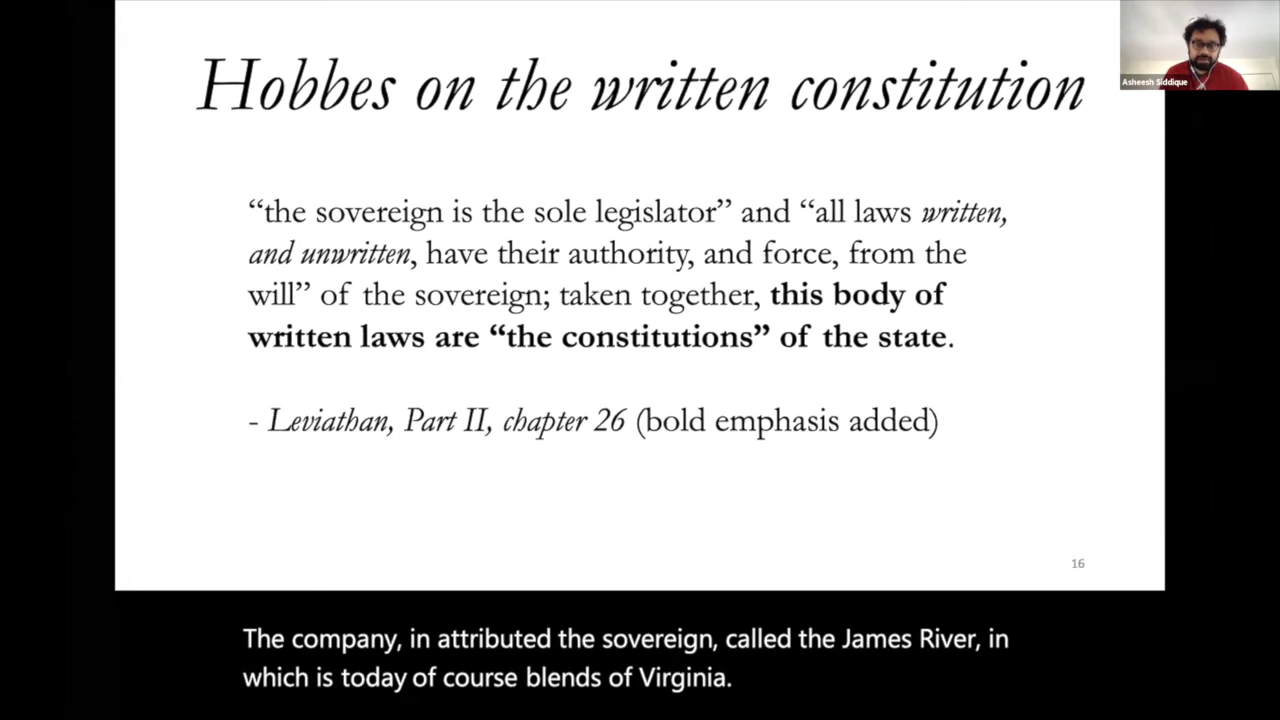 Hobbes on the written constitution
Asheesh Siddique
“the sovereign is the sole legislator” and “all laws written,
and unwritten, have their authority, and force, from the
will” of the sovereign; taken together, this body of
written laws are “the constitutions” of the state.
- Leviathan, Part II, chapter 26 (bold emphasis added)
16
The company, in attributed the sovereign, called the James River, in
which is today of course blends of Virginia.